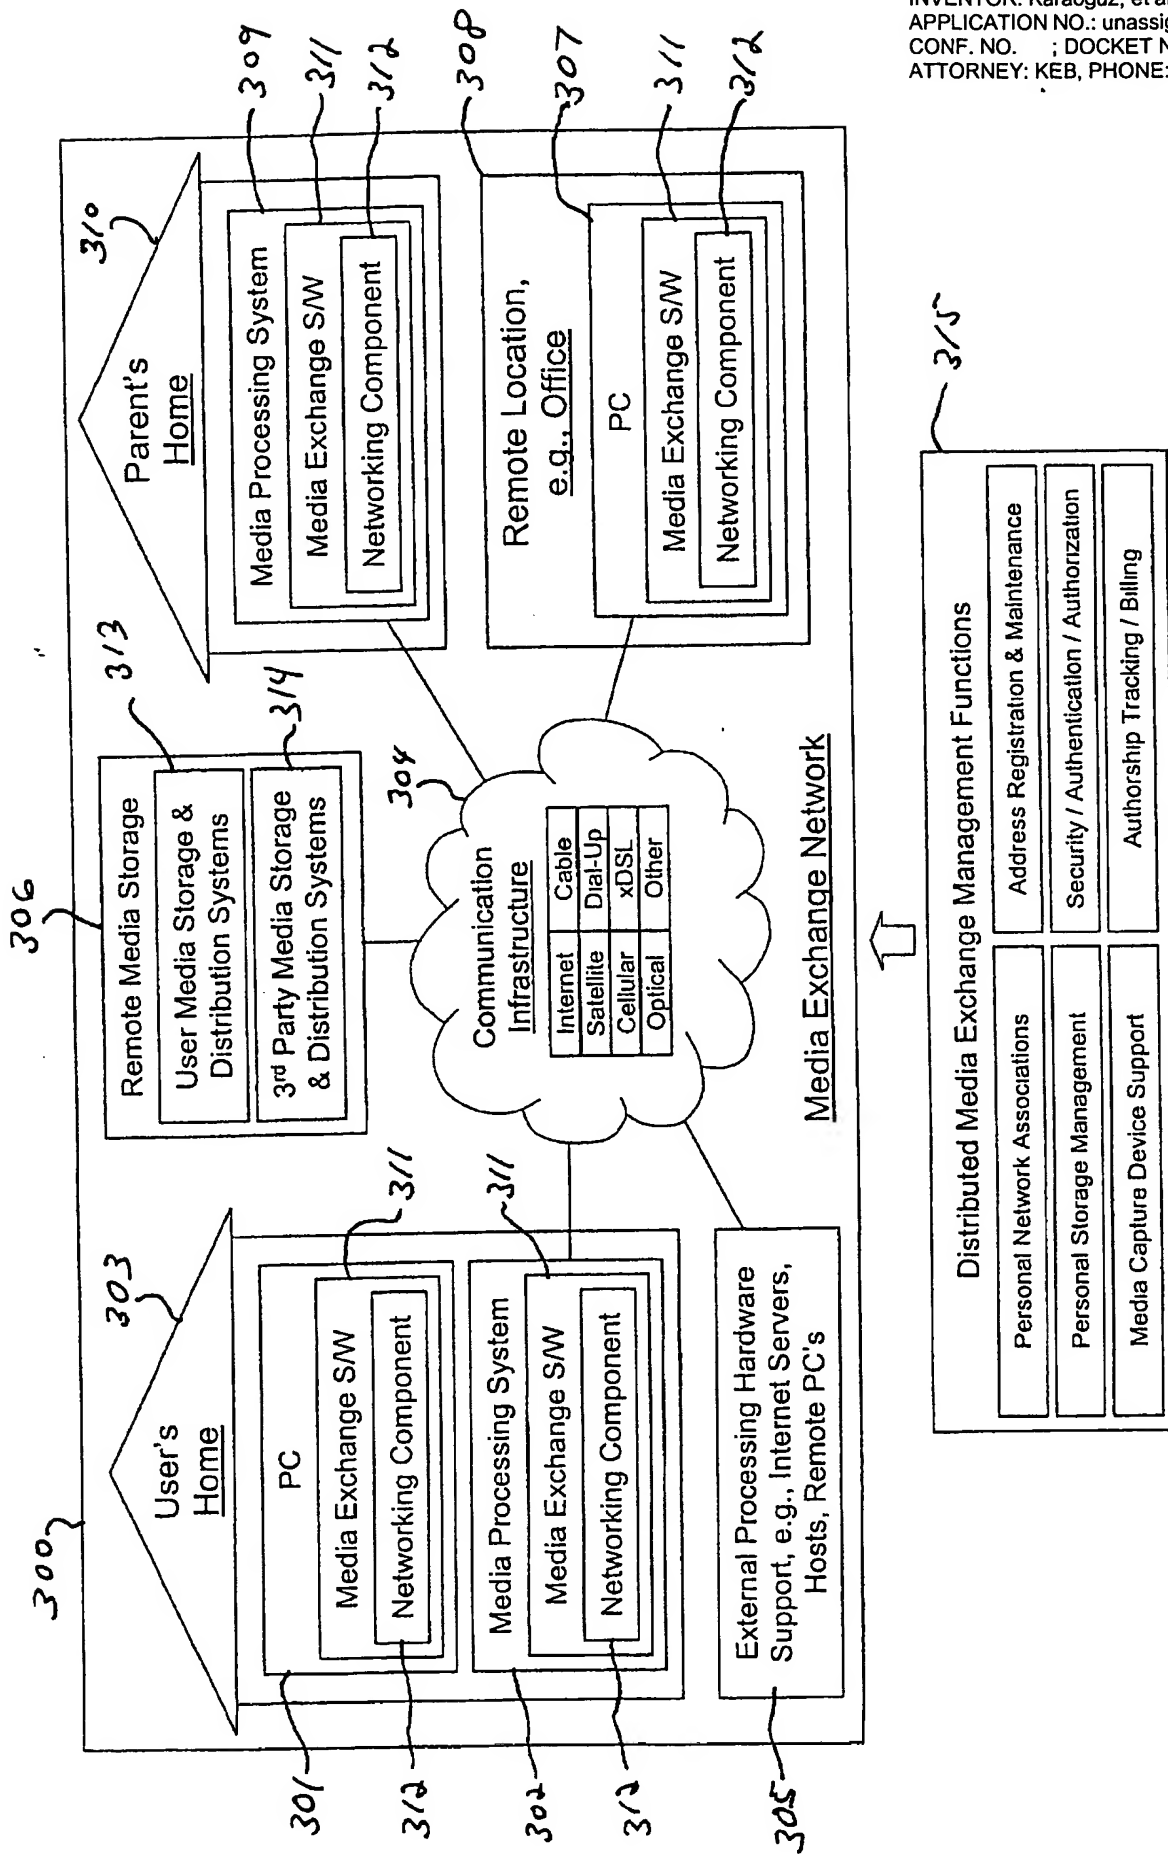 INVENTOR: Karaoguz, et
APPLICATION NO.:
CONF. NO. ; DOCKET
ATTORNEY: KEB, PHONE:
300
303
User's
Home
PC
Media Exchange S/W
Networking Component
Media Processing System
Media Exchange S/W
Networking Component
301
312
302
312
311
311
External Processing Hardware
Support, e.g., Internet Servers,
Hosts, Remote PC's
305
306
Remote Media Storage
User Media Storage &
Distribution Systems
3rd Party Media Storage
& Distribution Systems
313
314
304
Communication
Infrastructure
Internet Cable
Satellite Dial-Up
Cellular xDSL
Optical Other
Media Exchange Network
310
Parent's
Home
Media Processing System
Media Exchange S/W
Networking Component
309
311
312
308
307
311
312
Remote Location,
e.g., Office
PC
Media Exchange S/W
Networking Component
315
Distributed Media Exchange Management Functions
Personal Network Associations
Address Registration & Maintenance
Personal Storage Management
Security / Authentication / Authorization
Media Capture Device Support
Authorship Tracking / Billing